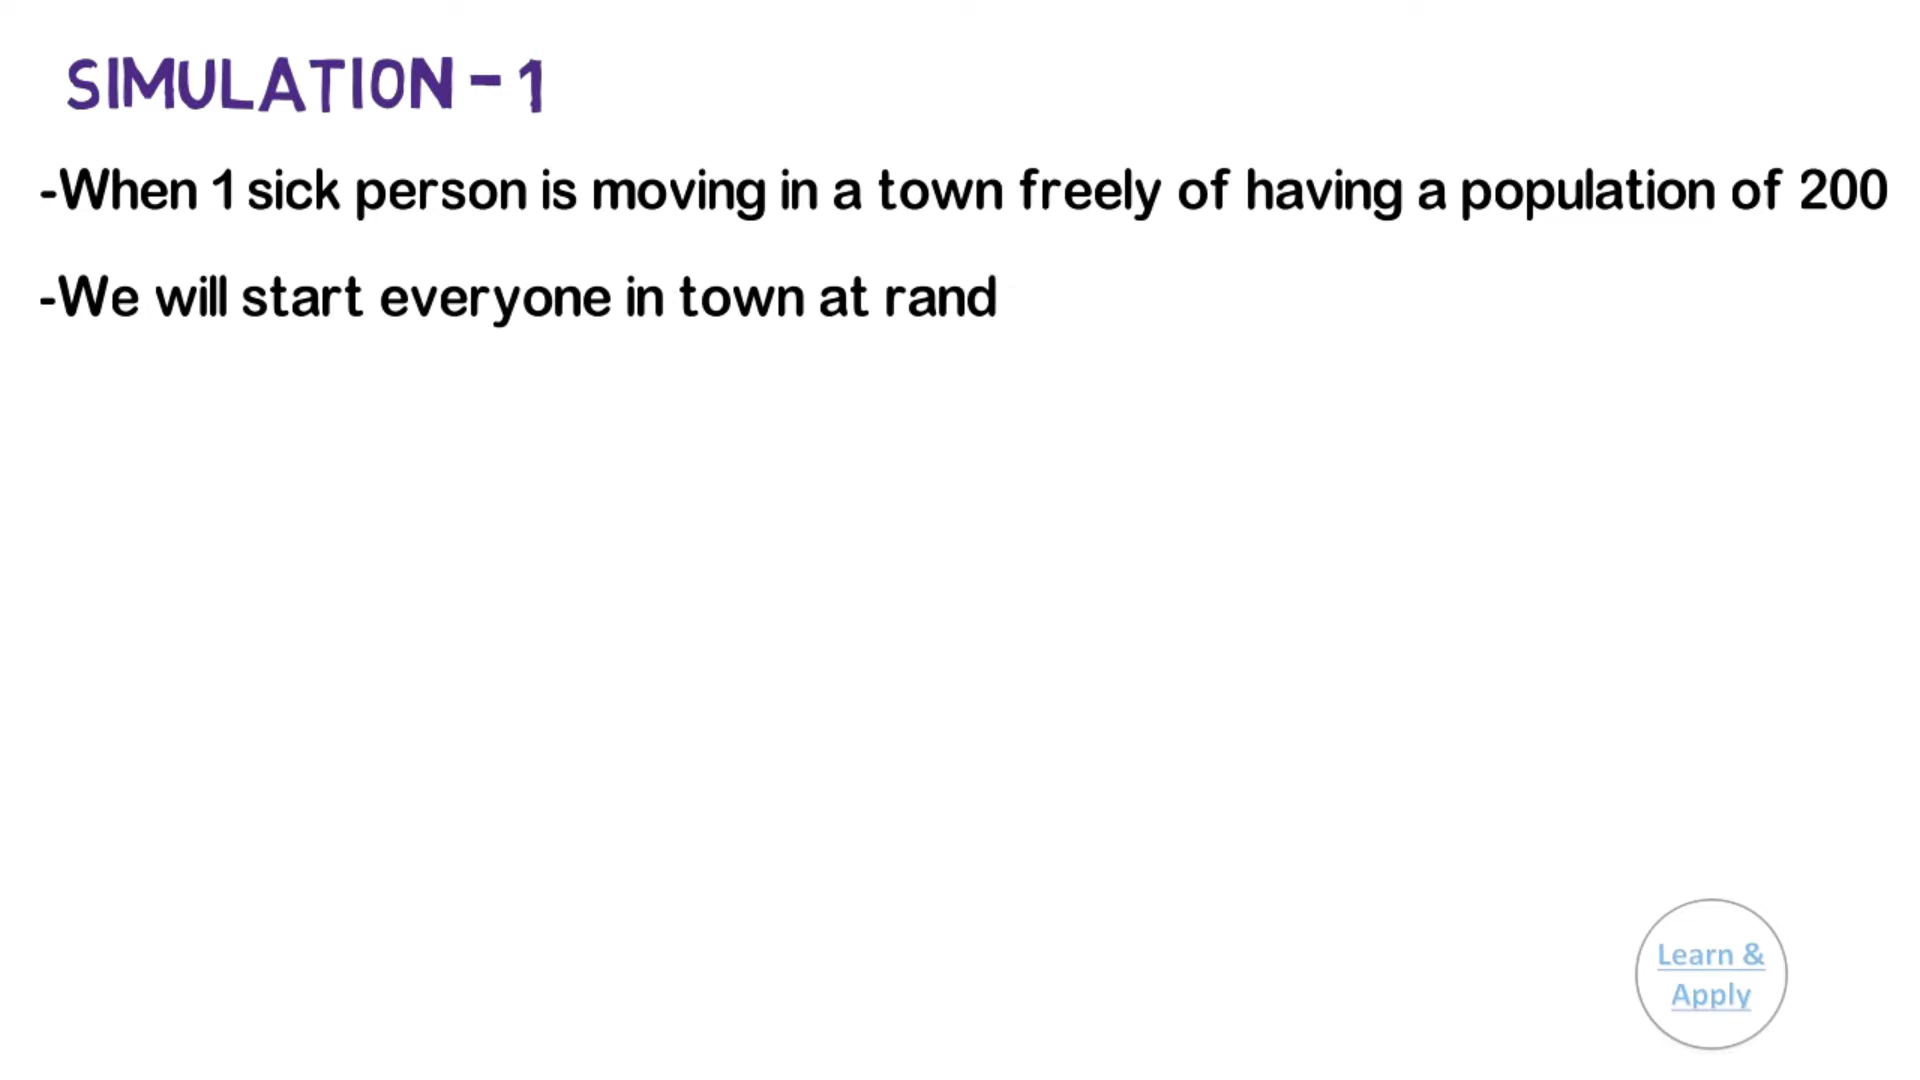 SIMULATION - 1
-When 1 sick person is moving in a town freely of having a population of 200
-We will start everyone in town at rand
Learn &
Apply